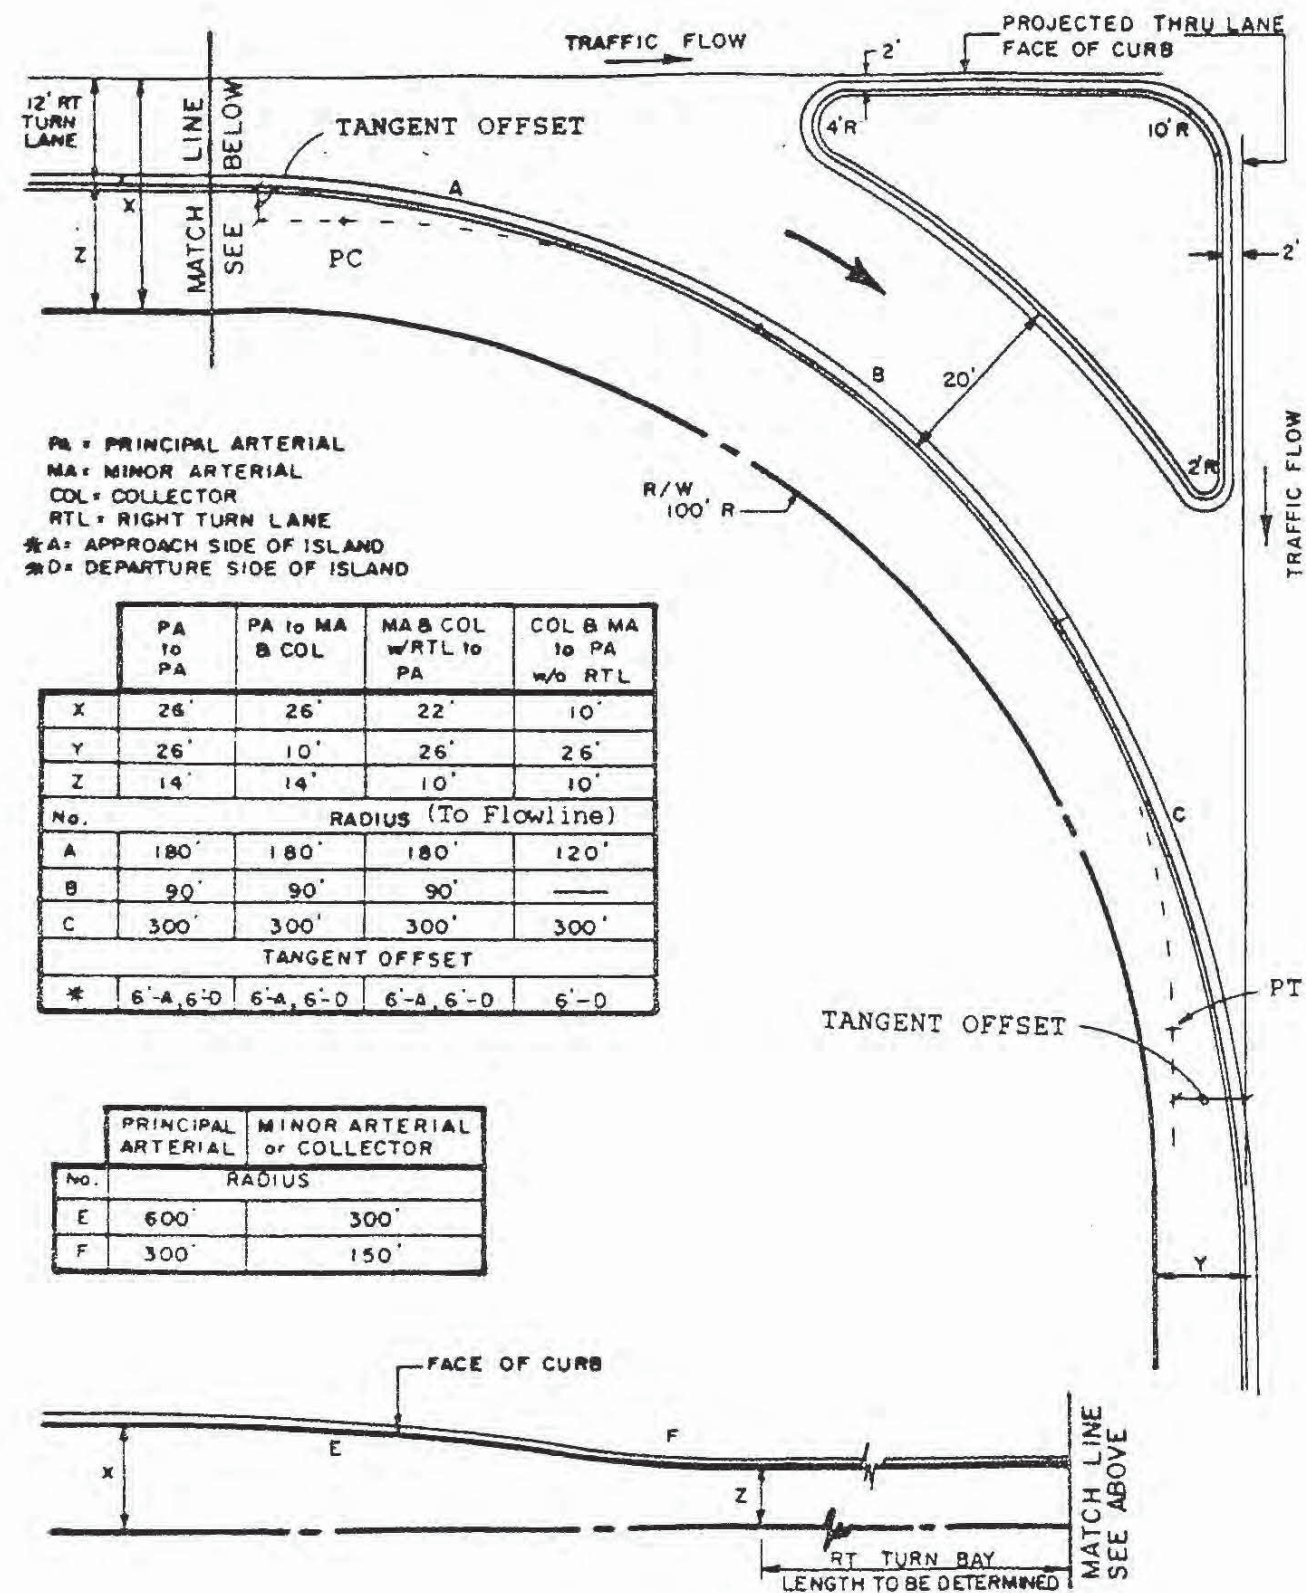 TRAFFIC FLOW
PROJECTED THRU LANE
FACE OF CURB
2'
12' RT
TURN
LANE
MATCH LINE
SEE BELOW
TANGENT OFFSET
4'R
10'R
A
X
Z
PC
2'
B
20'
2'R
TRAFFIC FLOW
R/W
100' R
PA = PRINCIPAL ARTERIAL
MA = MINOR ARTERIAL
COL = COLLECTOR
RTL = RIGHT TURN LANE
*A = APPROACH SIDE OF ISLAND
*D = DEPARTURE SIDE OF ISLAND
PA to PA | PA to MA & COL | MA & COL w/RTL to PA | COL & MA to PA w/o RTL
X 26' 26' 22' 10'
Y 26' 10' 26' 26'
Z 14' 14' 10' 10'
No. RADIUS (To Flowline)
A 180' 180' 180' 120'
B 90' 90' 90' —
C 300' 300' 300' 300'
TANGENT OFFSET
* 6'-A, 6'-D 6'-A, 6'-D 6'-A, 6'-D 6'-D
C
PT
TANGENT OFFSET
PRINCIPAL ARTERIAL | MINOR ARTERIAL or COLLECTOR
No. RADIUS
E 600' 300'
F 300' 150'
Y
FACE OF CURB
E
F
X
Z
MATCH LINE
SEE ABOVE
RT TURN BAY
LENGTH TO BE DETERMINED